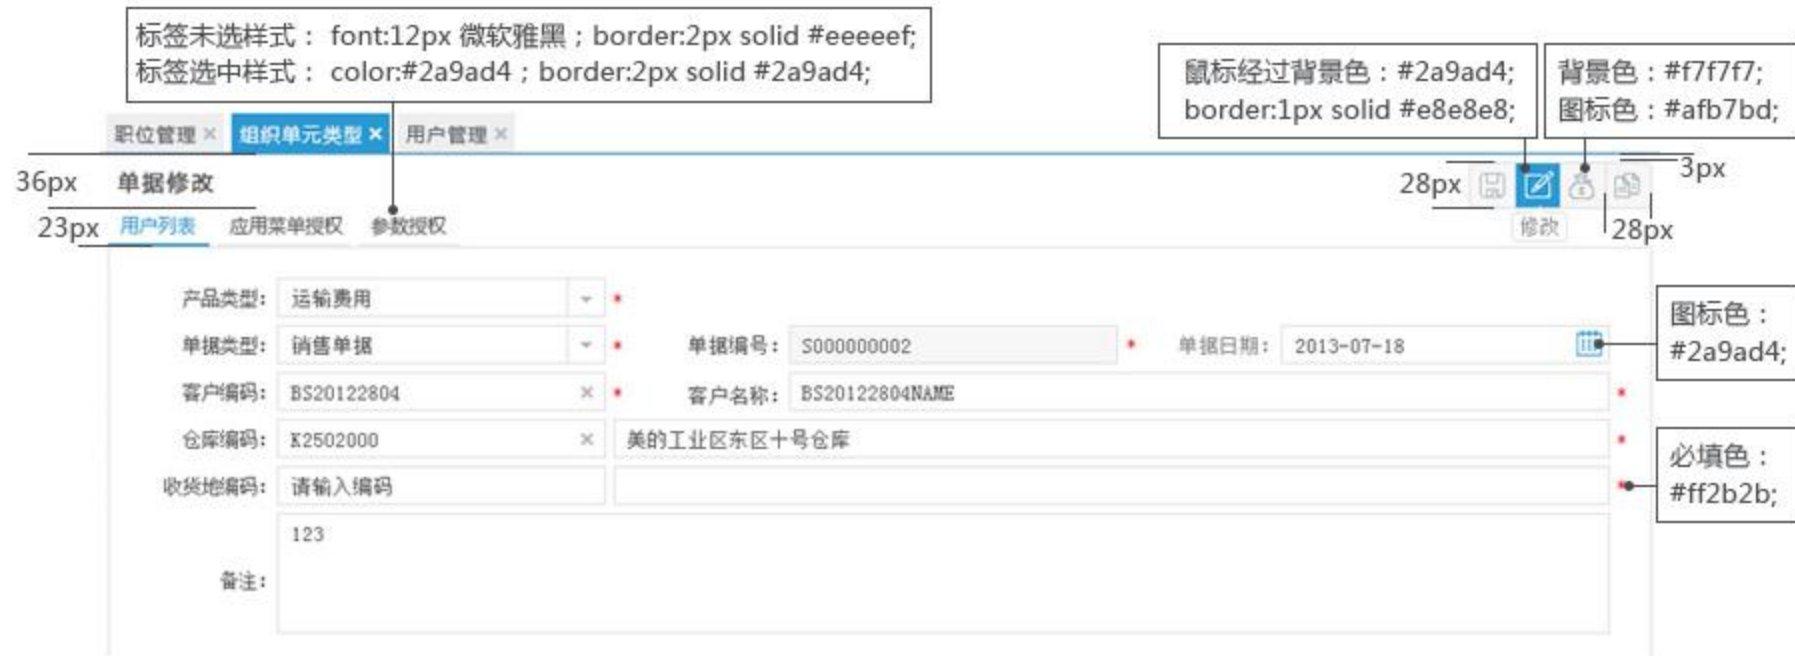 标签未选样式： font:12px 微软雅黑；border:2px solid #eeeeef;
标签选中样式： color:#2a9ad4；border:2px solid #2a9ad4;
鼠标经过背景色：#2a9ad4;
border:1px solid #e8e8e8;
背景色：#f7f7f7;
图标色：#afb7bd;
职位管理 × 组织单元类型 × 用户管理 ×
36px 单据修改 28px 3px
23px 用户列表 应用菜单授权 参数授权 修改 28px
产品类型: 运输费用 *
单据类型: 销售单据 * 单据编号: S000000002 * 单据日期: 2013-07-18
图标色：
#2a9ad4;
客户编码: BS20122804 × * 客户名称: BS20122804NAME *
仓库编码: K2502000 × 美的工业区东区十号仓库 *
必填色：
#ff2b2b;
收货地编码: 请输入编码 *
123
备注: